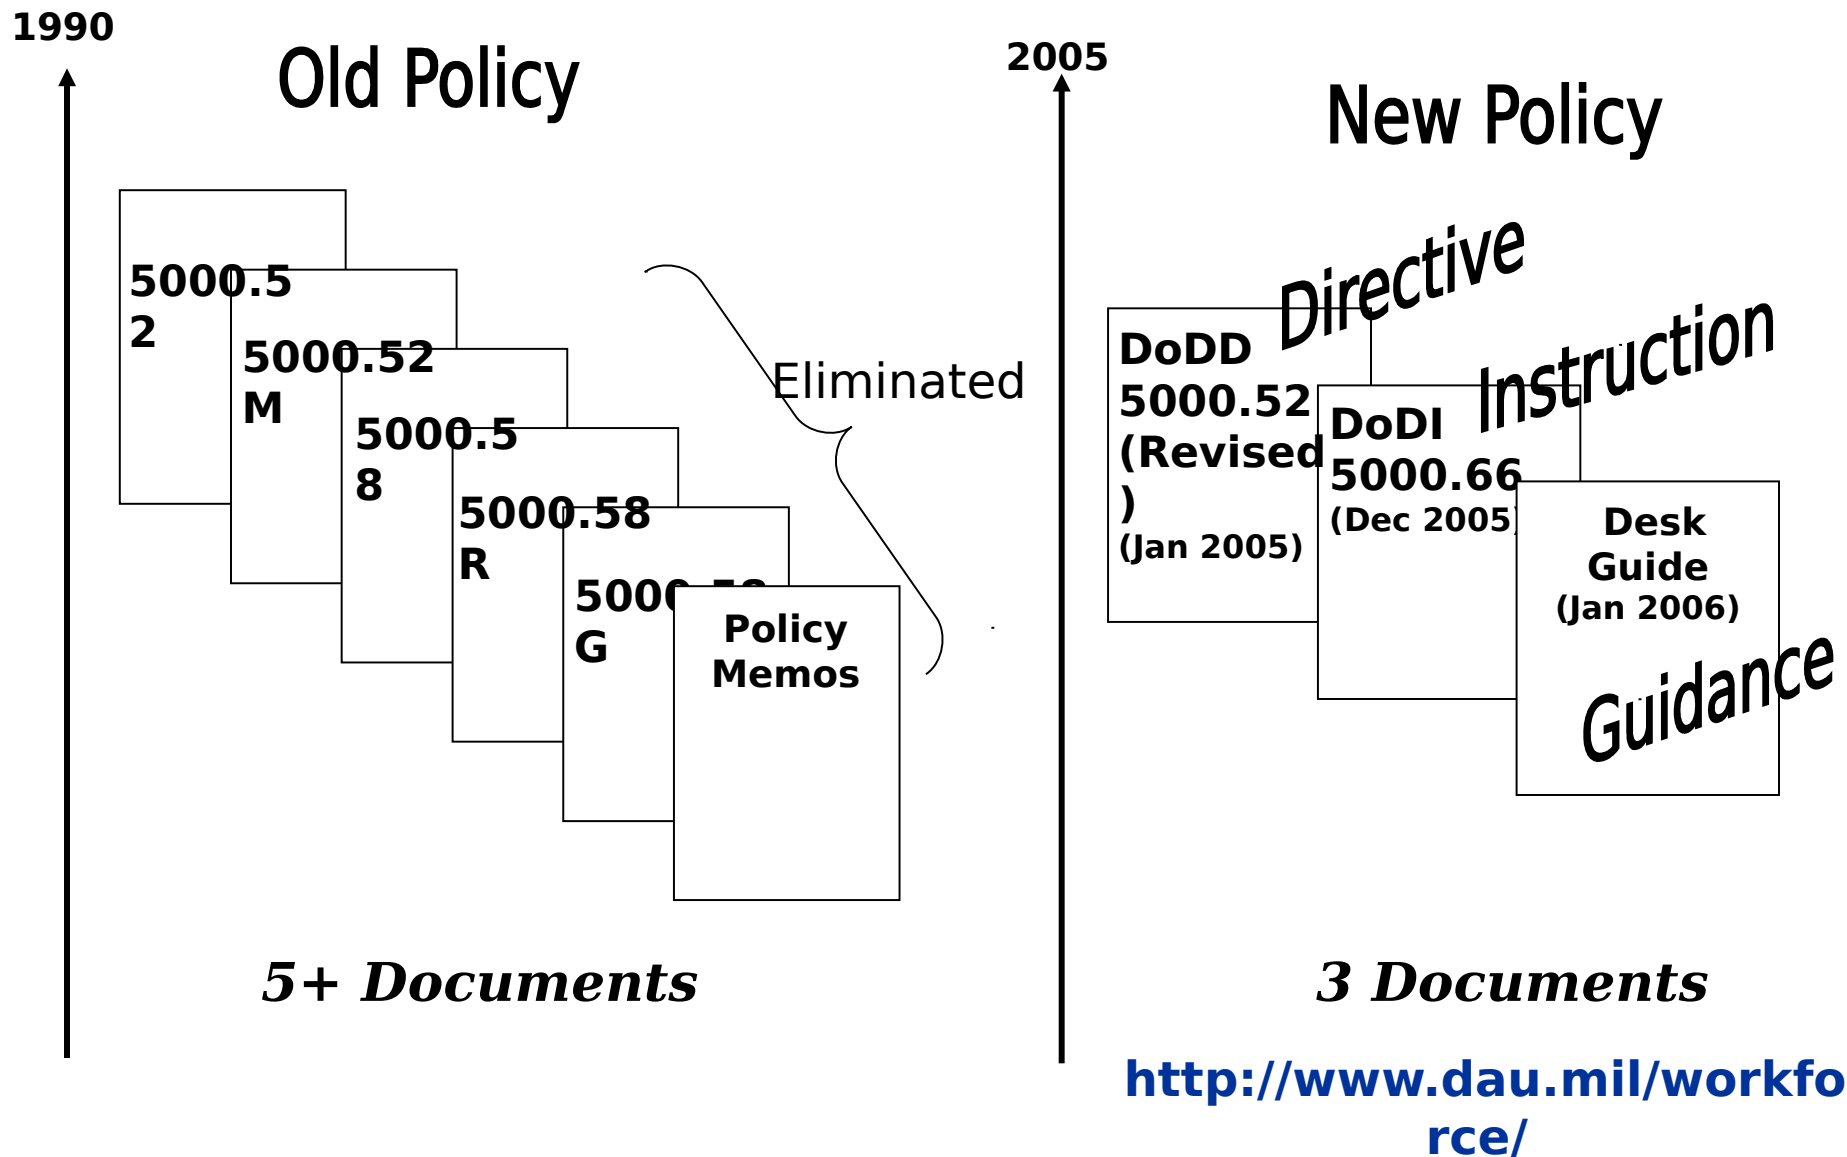 1990
Old Policy
5000.5
2
5000.52
M
5000.5
8
5000.58
R
5000.58
G
Policy
Memos
Eliminated
5+ Documents
2005
New Policy
Directive
DoDD
5000.52
(Revised
)
(Jan 2005)
Instruction
DoDI
5000.66
(Dec 2005)
Desk
Guide
(Jan 2006)
Guidance
3 Documents
http://www.dau.mil/workfo
rce/